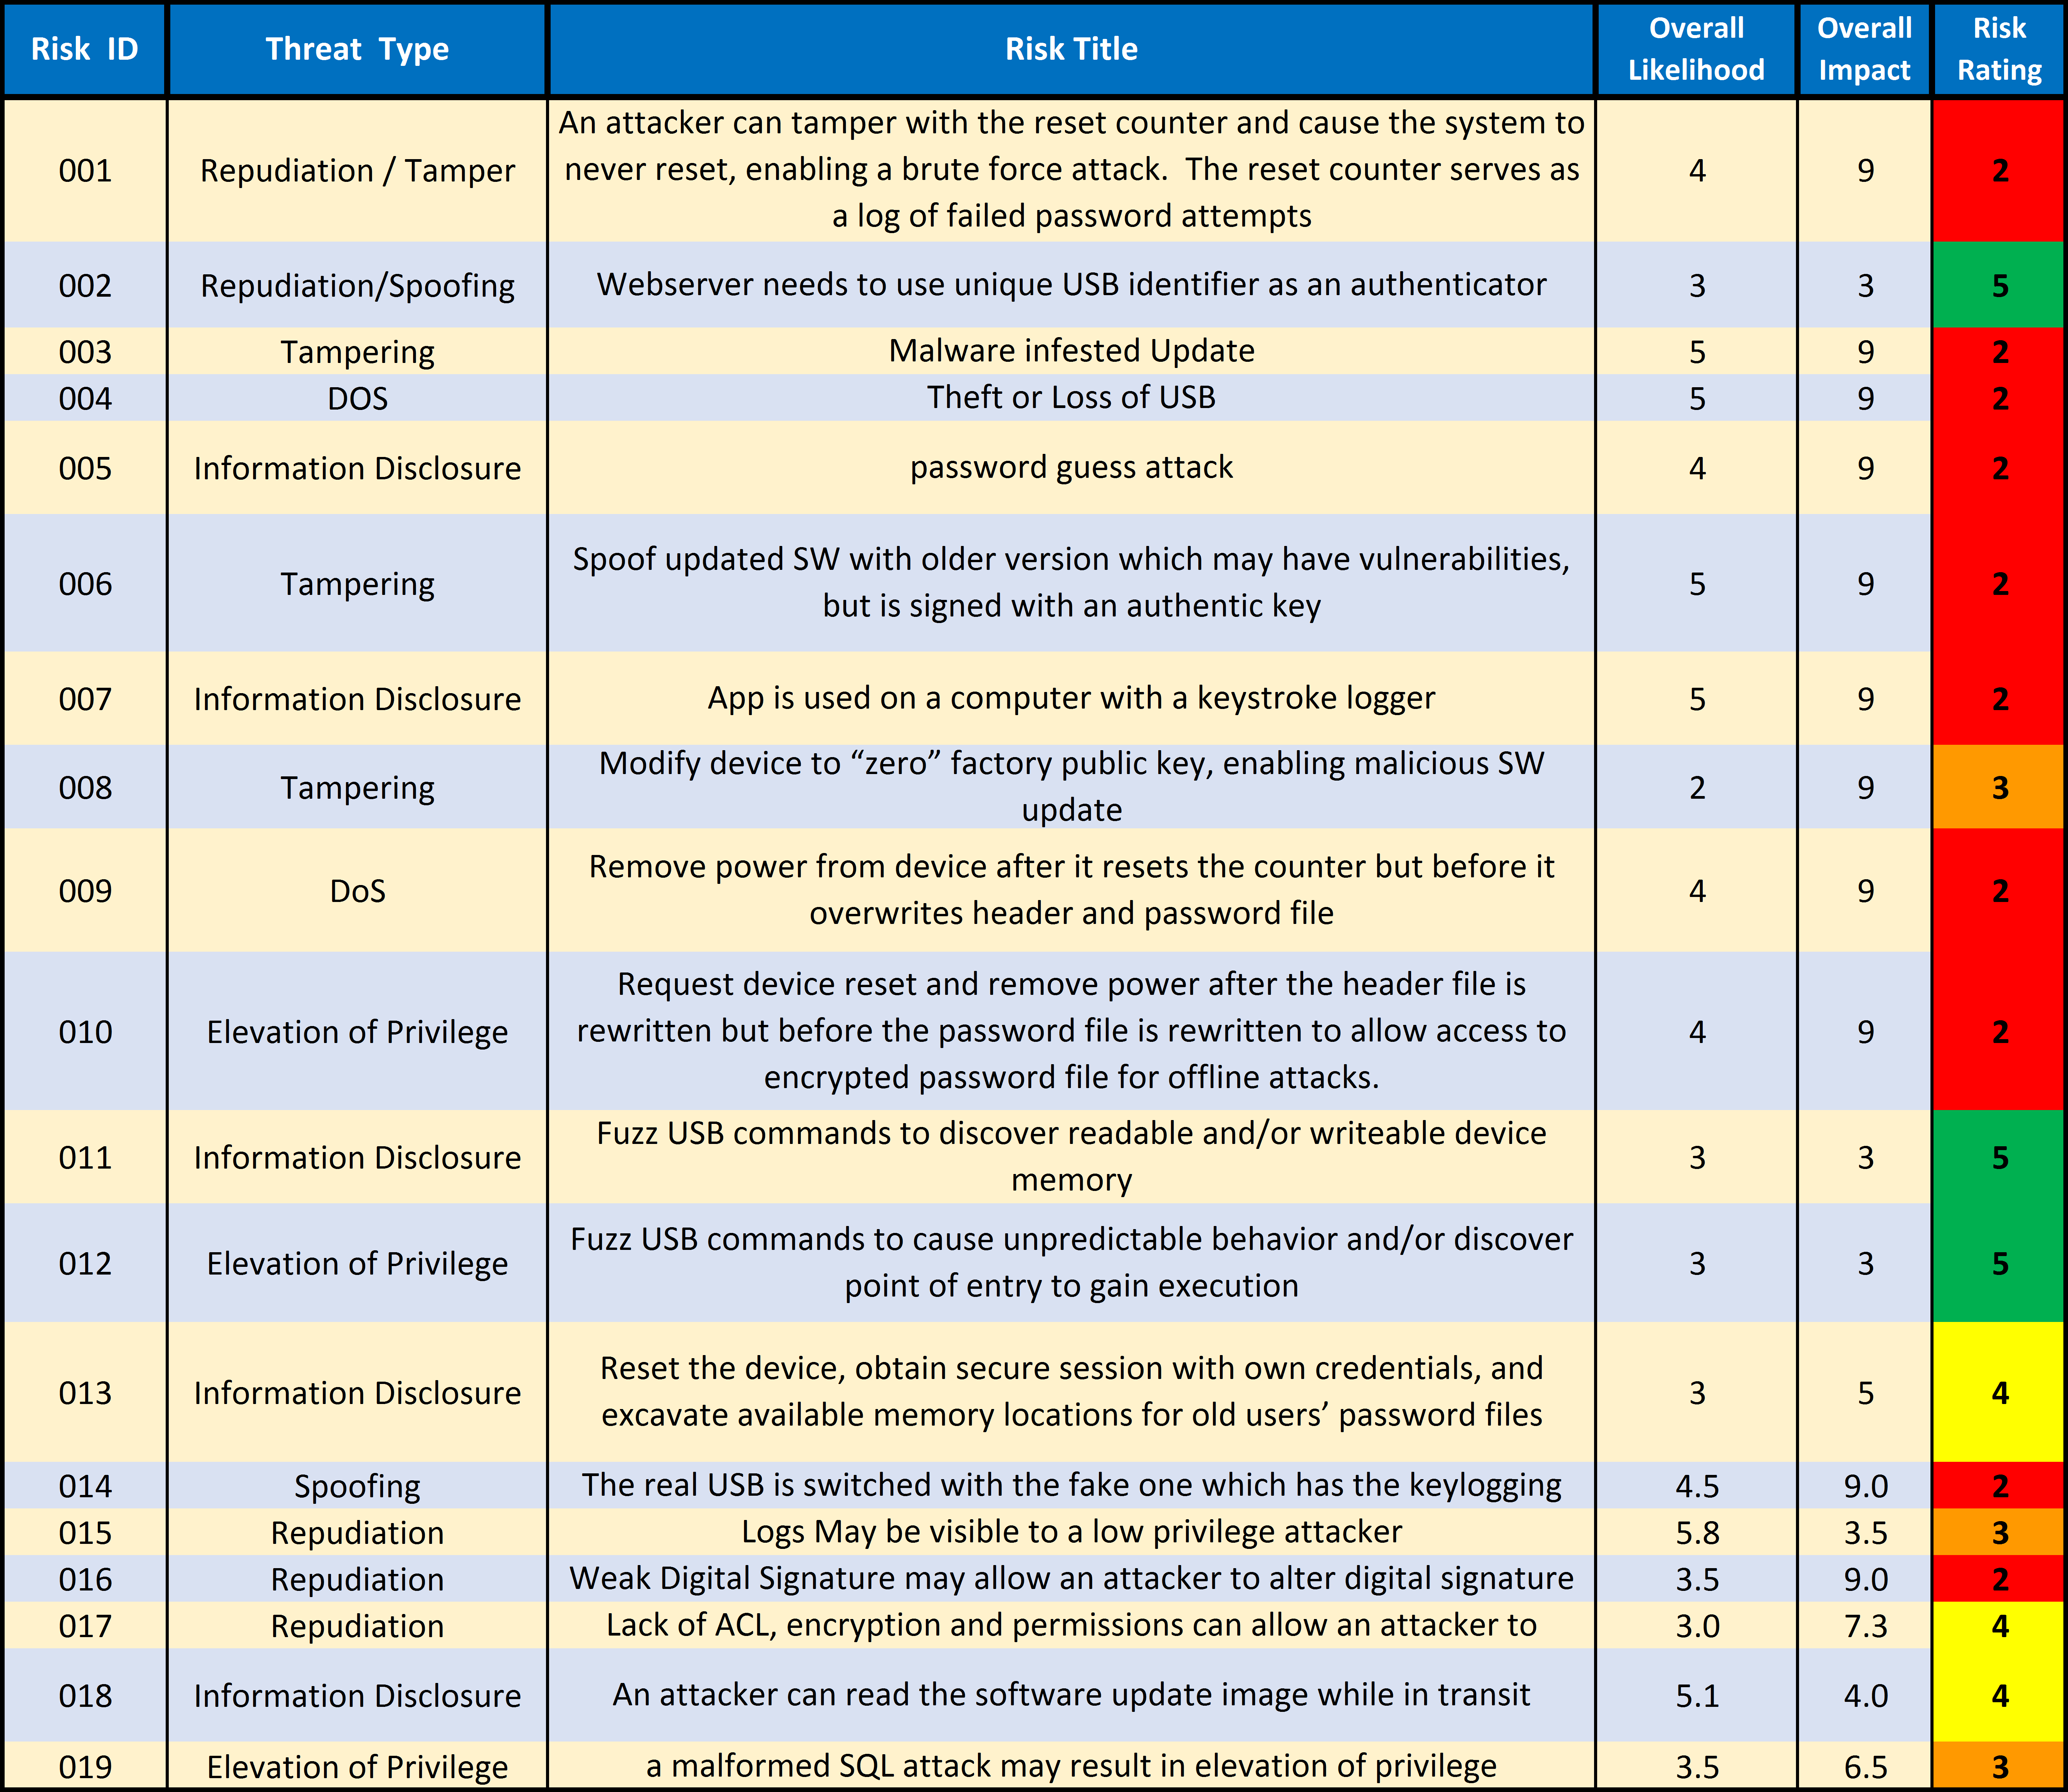 Risk ID Threat Type Risk Title Overall Likelihood Overall Impact Risk Rating
001 Repudiation / Tamper An attacker can tamper with the reset counter and cause the system to never reset, enabling a brute force attack. The reset counter serves as a log of failed password attempts 4 9 2
002 Repudiation/Spoofing Webserver needs to use unique USB identifier as an authenticator 3 3 5
003 Tampering Malware infested Update 5 9 2
004 DOS Theft or Loss of USB 5 9 2
005 Information Disclosure password guess attack 4 9 2
006 Tampering Spoof updated SW with older version which may have vulnerabilities, but is signed with an authentic key 5 9 2
007 Information Disclosure App is used on a computer with a keystroke logger 5 9 2
008 Tampering Modify device to “zero” factory public key, enabling malicious SW update 2 9 3
009 DoS Remove power from device after it resets the counter but before it overwrites header and password file 4 9 2
010 Elevation of Privilege Request device reset and remove power after the header file is rewritten but before the password file is rewritten to allow access to encrypted password file for offline attacks. 4 9 2
011 Information Disclosure Fuzz USB commands to discover readable and/or writeable device memory 3 3 5
012 Elevation of Privilege Fuzz USB commands to cause unpredictable behavior and/or discover point of entry to gain execution 3 3 5
013 Information Disclosure Reset the device, obtain secure session with own credentials, and excavate available memory locations for old users’ password files 3 5 4
014 Spoofing The real USB is switched with the fake one which has the keylogging 4.5 9.0 2
015 Repudiation Logs May be visible to a low privilege attacker 5.8 3.5 3
016 Repudiation Weak Digital Signature may allow an attacker to alter digital signature 3.5 9.0 2
017 Repudiation Lack of ACL, encryption and permissions can allow an attacker to 3.0 7.3 4
018 Information Disclosure An attacker can read the software update image while in transit 5.1 4.0 4
019 Elevation of Privilege a malformed SQL attack may result in elevation of privilege 3.5 6.5 3